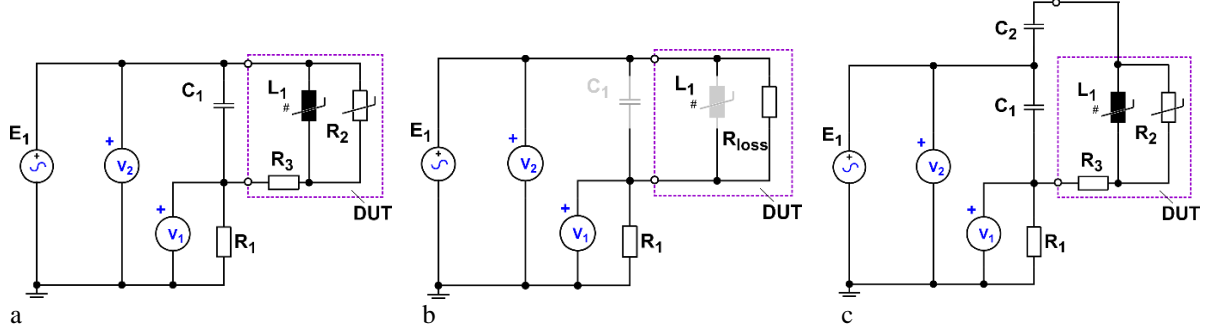 C₁
L₁
#
R₂
E₁
+
+
V₂
R₃
DUT
+
V₁
R₁
a
C₁
L₁
#
E₁
+
+
V₂
R_loss
DUT
+
V₁
R₁
b
C₂
L₁
#
C₁
R₂
E₁
+
+
V₂
R₃
DUT
+
V₁
R₁
c